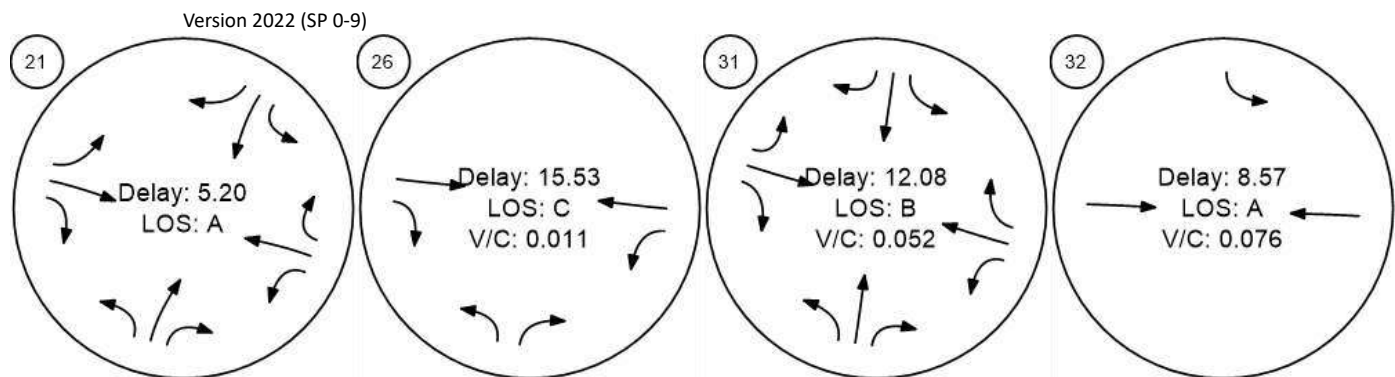 Version 2022 (SP 0-9)
21
Delay: 5.20
LOS: A
26
Delay: 15.53
LOS: C
V/C: 0.011
31
Delay: 12.08
LOS: B
V/C: 0.052
32
Delay: 8.57
LOS: A
V/C: 0.076